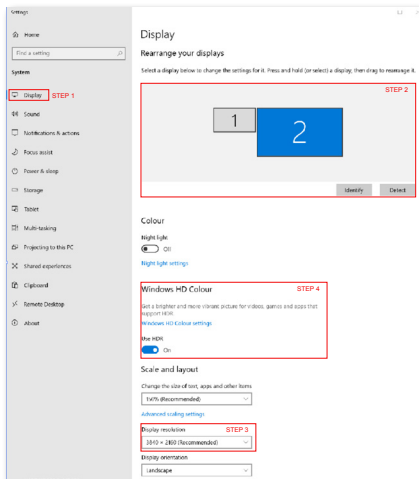 Settings
Home
Find a setting
System
Display STEP 1
Sound
Notifications & actions
Focus assist
Power & sleep
Storage
Tablet
Multi-tasking
Projecting to this PC
Shared experiences
Clipboard
Remote Desktop
About
Display
Rearrange your displays
Select a display below to change the settings for it. Press and hold (or select) a display, then drag to rearrange it.
STEP 2
1
2
Identify Detect
Colour
Night light
Off
Night light settings
Windows HD Colour STEP 4
Get a brighter and more vibrant picture for videos, games and apps that
support HDR.
Windows HD Colour settings
Use HDR
On
Scale and layout
Change the size of text, apps and other items
150% (Recommended)
Advanced scaling settings
Display resolution STEP 3
3840 × 2160 (Recommended)
Display orientation
Landscape